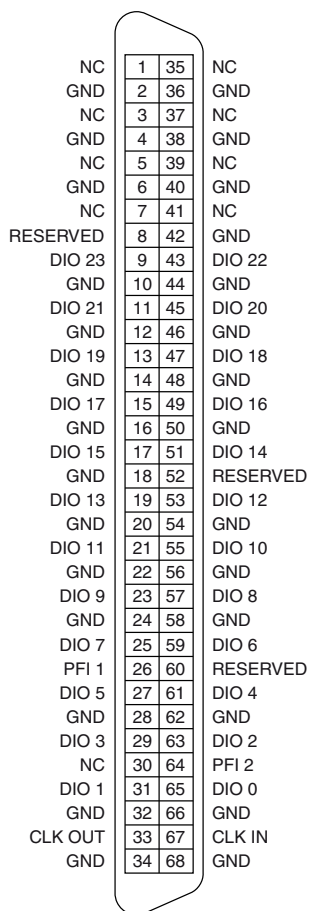 NC 1 35 NC
GND 2 36 GND
NC 3 37 NC
GND 4 38 GND
NC 5 39 NC
GND 6 40 GND
NC 7 41 NC
RESERVED 8 42 GND
DIO 23 9 43 DIO 22
GND 10 44 GND
DIO 21 11 45 DIO 20
GND 12 46 GND
DIO 19 13 47 DIO 18
GND 14 48 GND
DIO 17 15 49 DIO 16
GND 16 50 GND
DIO 15 17 51 DIO 14
GND 18 52 RESERVED
DIO 13 19 53 DIO 12
GND 20 54 GND
DIO 11 21 55 DIO 10
GND 22 56 GND
DIO 9 23 57 DIO 8
GND 24 58 GND
DIO 7 25 59 DIO 6
PFI 1 26 60 RESERVED
DIO 5 27 61 DIO 4
GND 28 62 GND
DIO 3 29 63 DIO 2
NC 30 64 PFI 2
DIO 1 31 65 DIO 0
GND 32 66 GND
CLK OUT 33 67 CLK IN
GND 34 68 GND